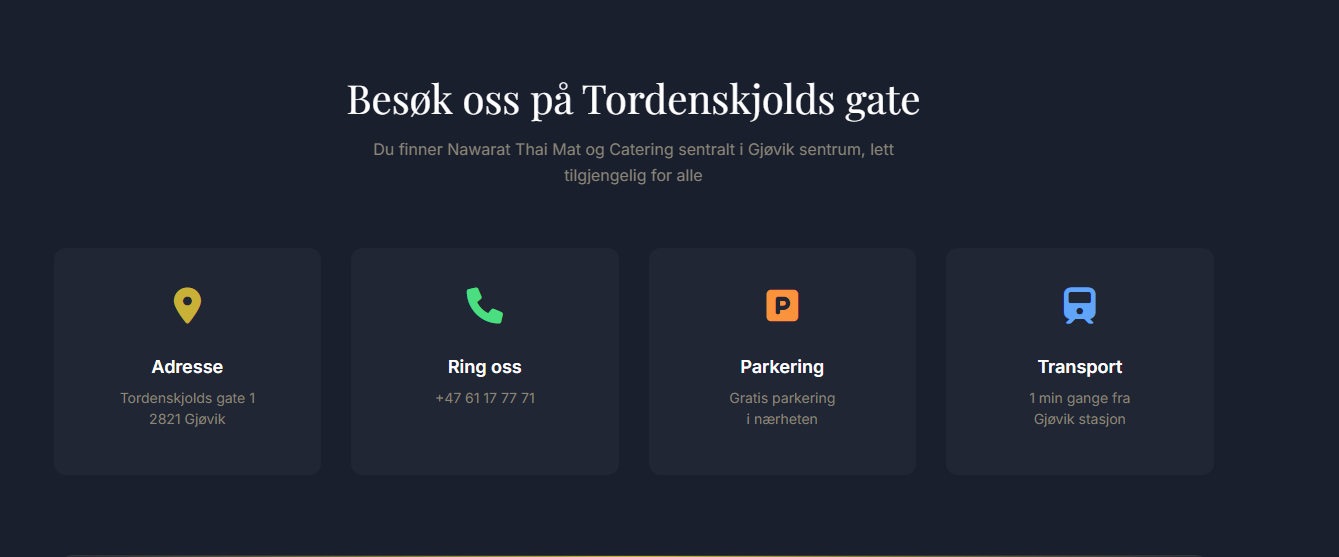 Besøk oss på Tordenskjolds gate
Du finner Nawarat Thai Mat og Catering sentralt i Gjøvik sentrum, lett
tilgjengelig for alle
P
Adresse
Tordenskjolds gate 1
2821 Gjøvik
Ring oss
+47 61 17 77 71
Parkering
Gratis parkering
i nærheten
Transport
1 min gange fra
Gjøvik stasjon